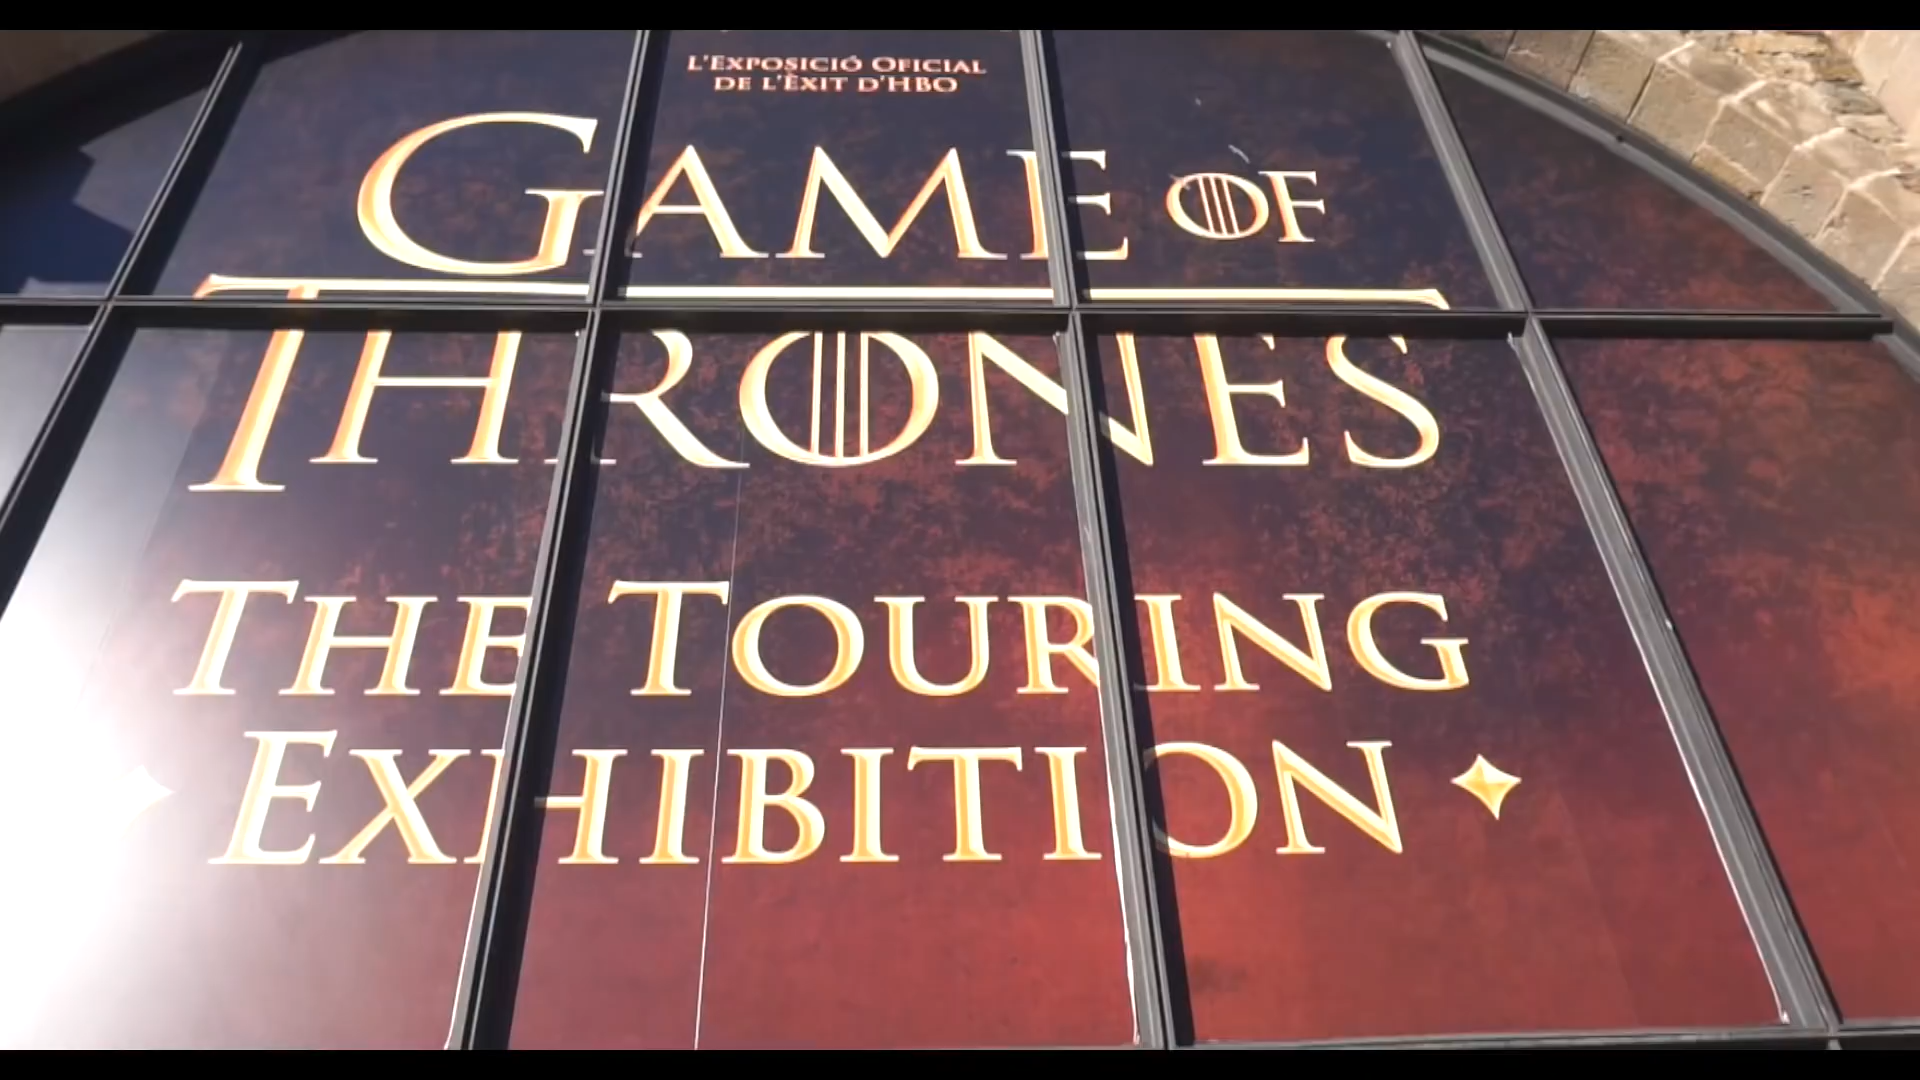 L'Exposició Oficial
de l'Èxit d'HBO
Game of
Thrones
The Touring
Exhibition